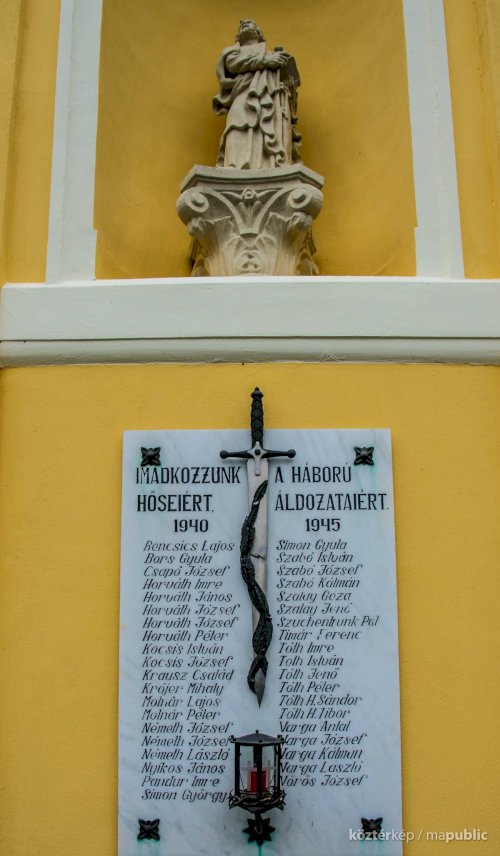 IMÁDKOZZUNK A HÁBORÚ
HŐSEIÉRT, ÁLDOZATAIÉRT.
1940 1945
Bencsics Lajos
Bors Gyula
Csapó József
Horváth Imre
Horváth János
Horváth József
Horváth József
Horváth Péter
Kocsis István
Kocsis József
Krausz Család
Krójer Mihály
Molnár Lajos
Molnár Péter
Németh József
Németh József
Németh László
Nyikos János
Pandur Imre
Simon György
Simon Gyula
Szabó István
Szabó József
Szabó Kálmán
Szalay Géza
Szalay Jenő
Szuchentrunk Pál
Tímár Ferenc
Tóth Imre
Tóth István
Tóth Jenő
Tóth Péter
Tóth H. Sándor
Tóth H. Tibor
Varga Antal
Varga József
Varga Kálmán
Varga László
Vörös József
köztérkép / mapublic